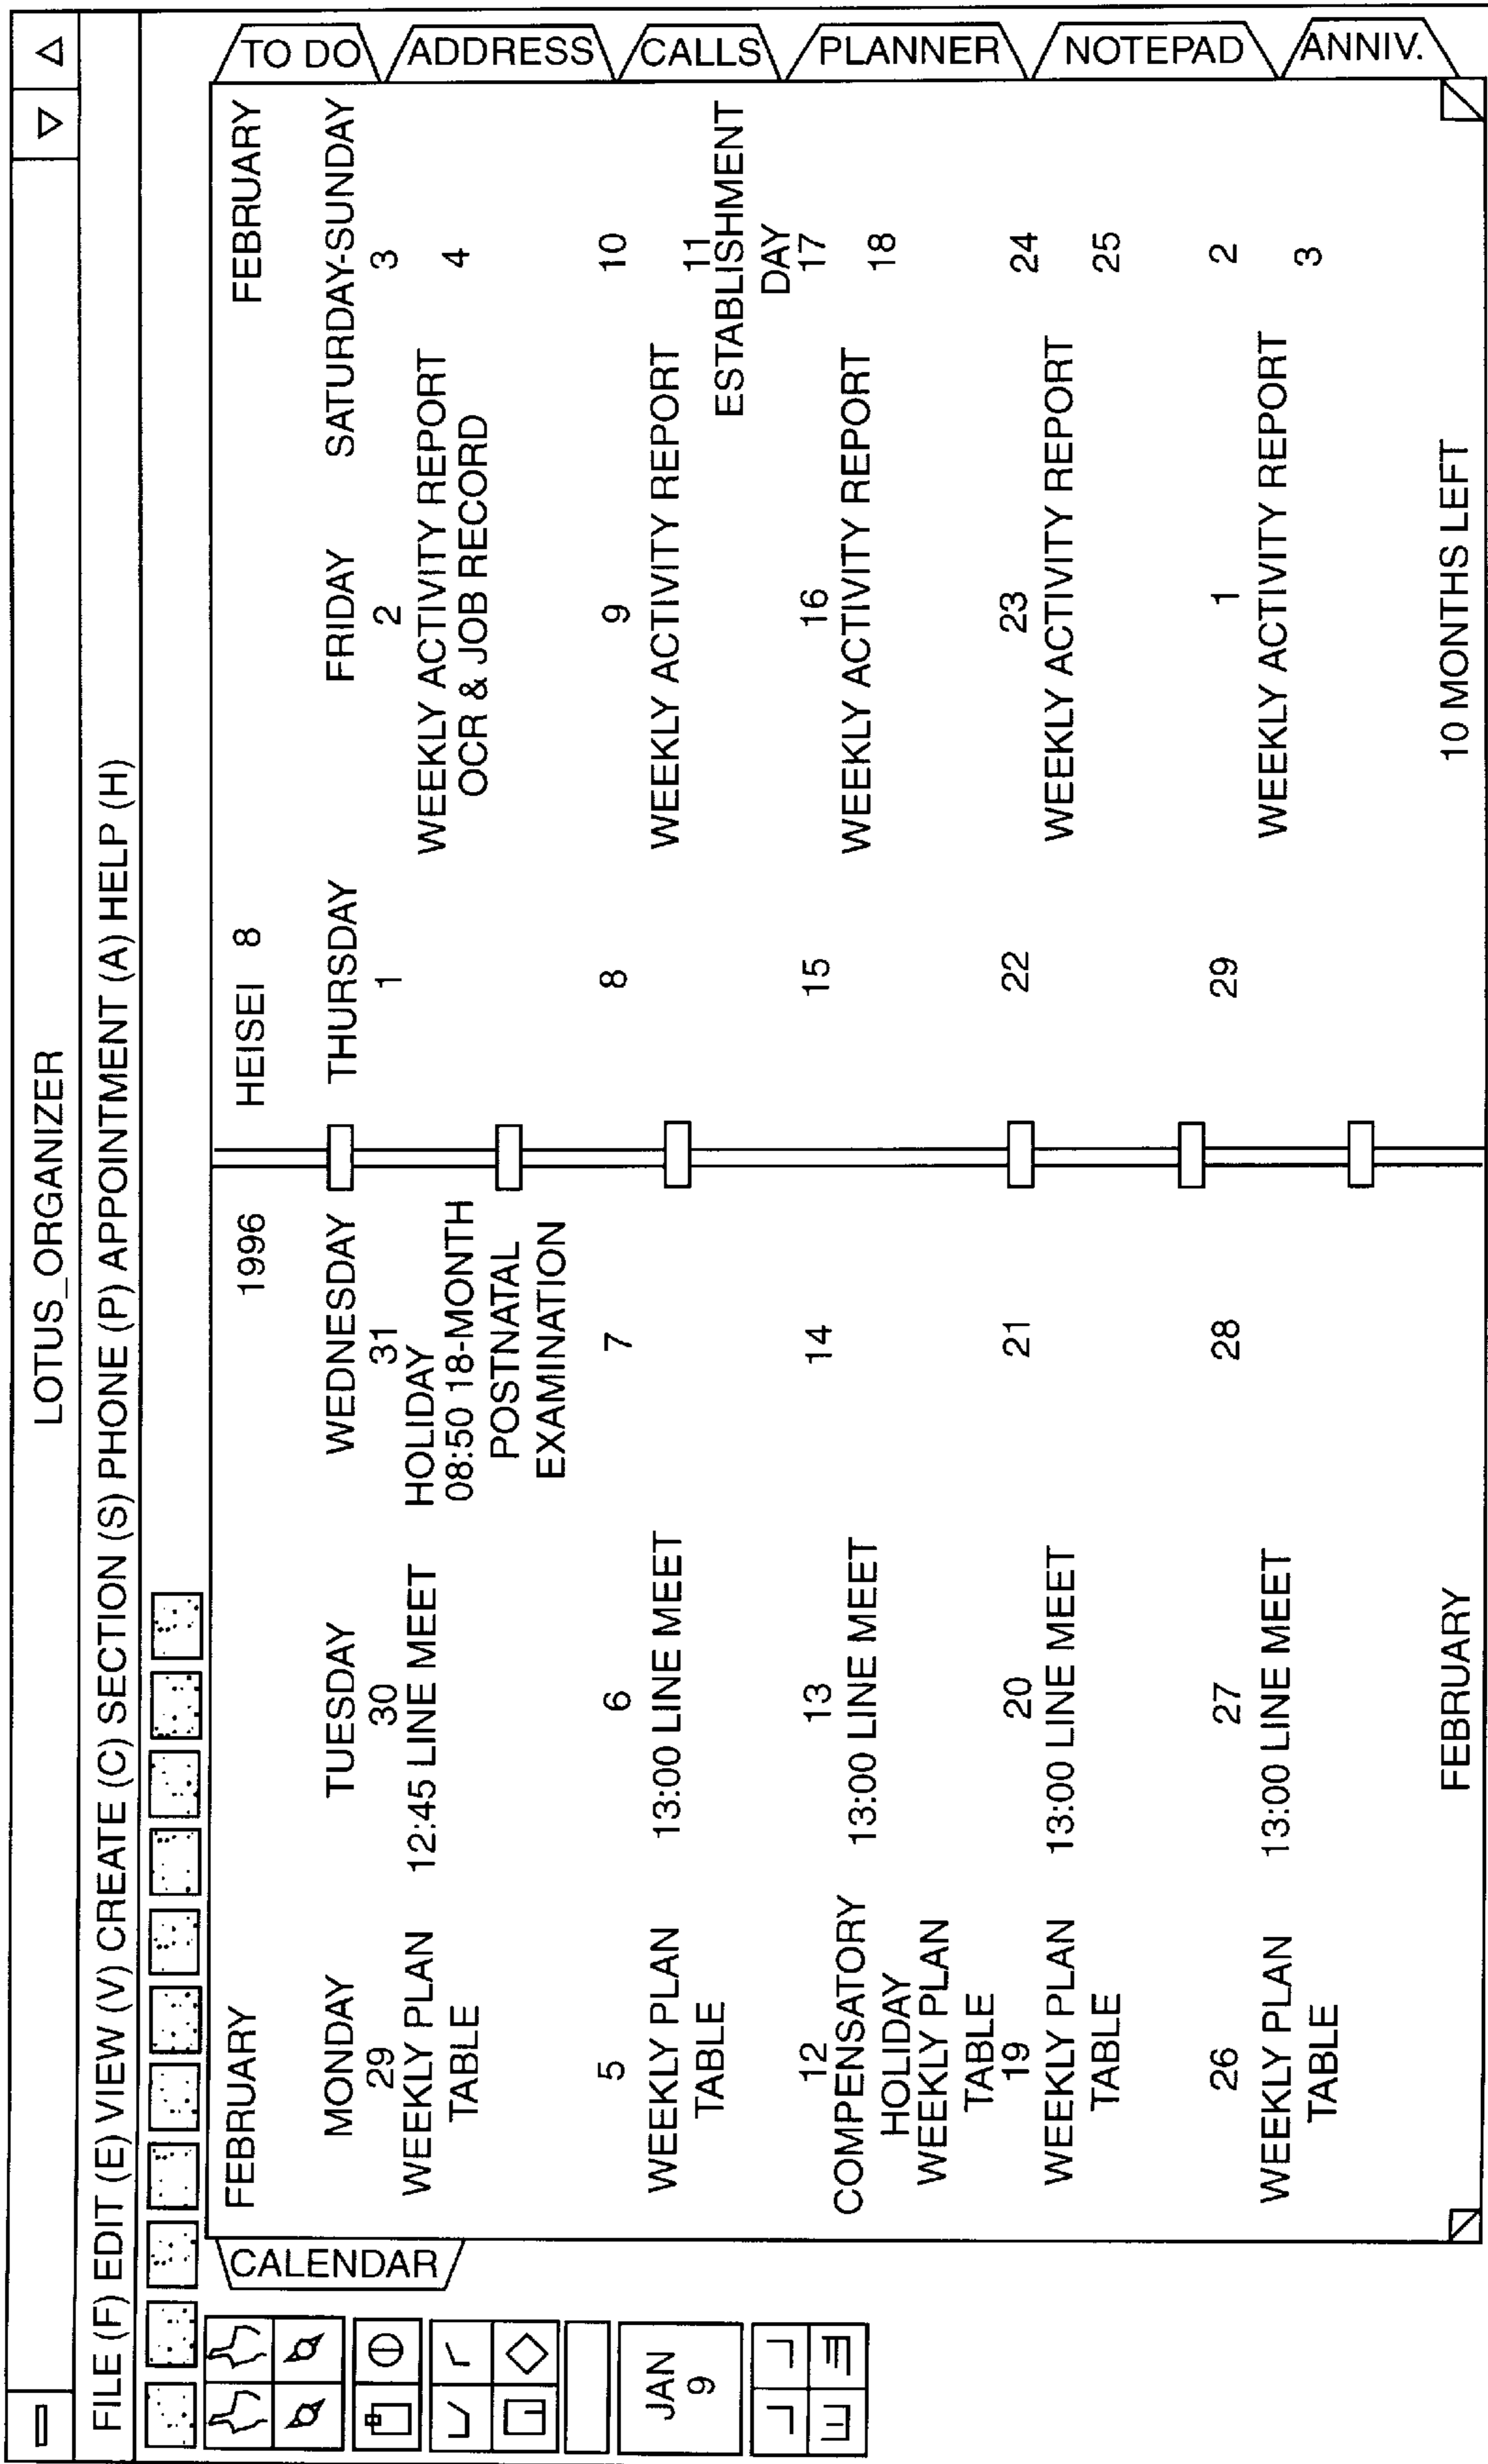 LOTUS_ORGANIZER
FILE (F) EDIT (E) VIEW (V) CREATE (C) SECTION (S) PHONE (P) APPOINTMENT (A) HELP (H)
CALENDAR
JAN
9
FEBRUARY 1996
MONDAY TUESDAY WEDNESDAY
29 30 31
WEEKLY PLAN 12:45 LINE MEET HOLIDAY
TABLE 08:50 18-MONTH
POSTNATAL
EXAMINATION
5 6 7
WEEKLY PLAN 13:00 LINE MEET
TABLE
12 13 14
COMPENSATORY 13:00 LINE MEET
HOLIDAY
WEEKLY PLAN
TABLE
19 20 21
WEEKLY PLAN 13:00 LINE MEET
TABLE
26 27 28
WEEKLY PLAN 13:00 LINE MEET
TABLE
FEBRUARY
HEISEI 8 FEBRUARY
THURSDAY FRIDAY SATURDAY-SUNDAY
1 2 3
WEEKLY ACTIVITY REPORT
4
OCR & JOB RECORD
8 9 10
WEEKLY ACTIVITY REPORT
11
ESTABLISHMENT
DAY
15 16 17
WEEKLY ACTIVITY REPORT
18
22 23 24
WEEKLY ACTIVITY REPORT
25
29 1 2
WEEKLY ACTIVITY REPORT
3
10 MONTHS LEFT
TO DO
ADDRESS
CALLS
PLANNER
NOTEPAD
ANNIV.